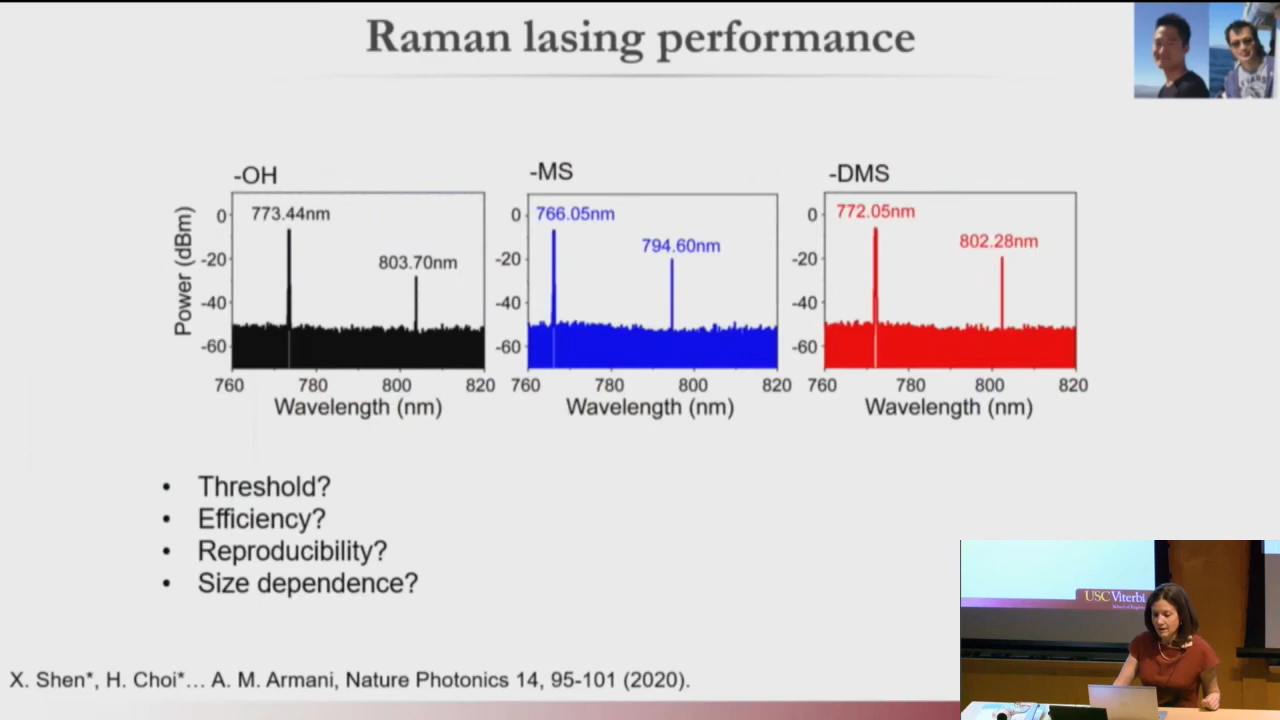 Raman lasing performance
-OH
-MS
-DMS
Power (dBm)
0
-20
-40
-60
773.44nm
803.70nm
760 780 800 820
Wavelength (nm)
0
-20
-40
-60
766.05nm
794.60nm
760 780 800 820
Wavelength (nm)
0
-20
-40
-60
772.05nm
802.28nm
760 780 800 820
Wavelength (nm)
• Threshold?
• Efficiency?
• Reproducibility?
• Size dependence?
X. Shen*, H. Choi*... A. M. Armani, Nature Photonics 14, 95-101 (2020).
USC Viterbi